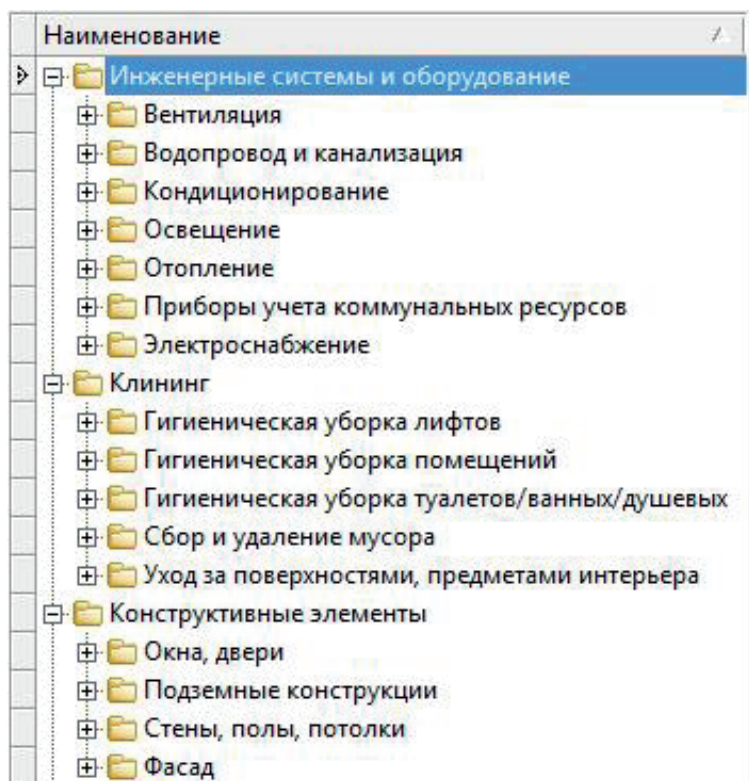 Наименование
Инженерные системы и оборудование
Вентиляция
Водопровод и канализация
Кондиционирование
Освещение
Отопление
Приборы учета коммунальных ресурсов
Электроснабжение
Клининг
Гигиеническая уборка лифтов
Гигиеническая уборка помещений
Гигиеническая уборка туалетов/ванных/душевых
Сбор и удаление мусора
Уход за поверхностями, предметами интерьера
Конструктивные элементы
Окна, двери
Подземные конструкции
Стены, полы, потолки
Фасад